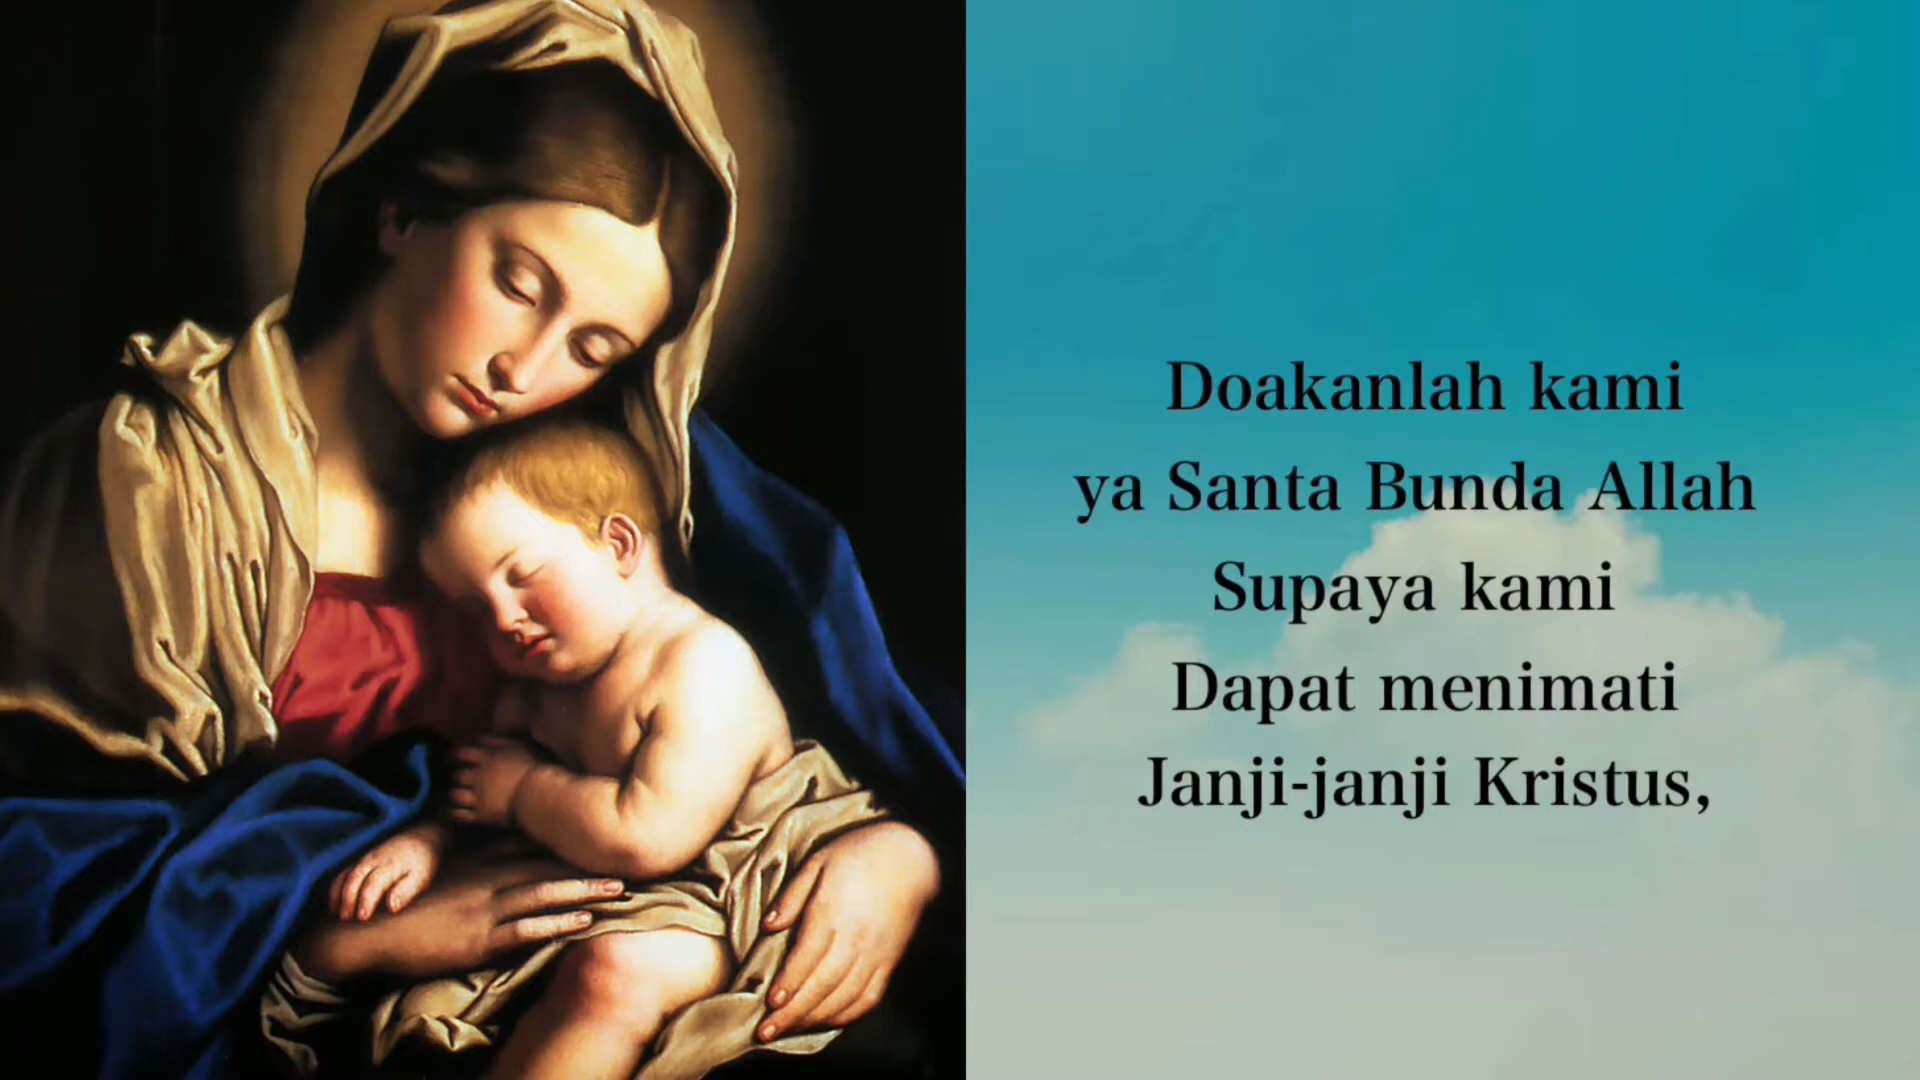 Doakanlah kami
ya Santa Bunda Allah
Supaya kami
Dapat menimati
Janji-janji Kristus,